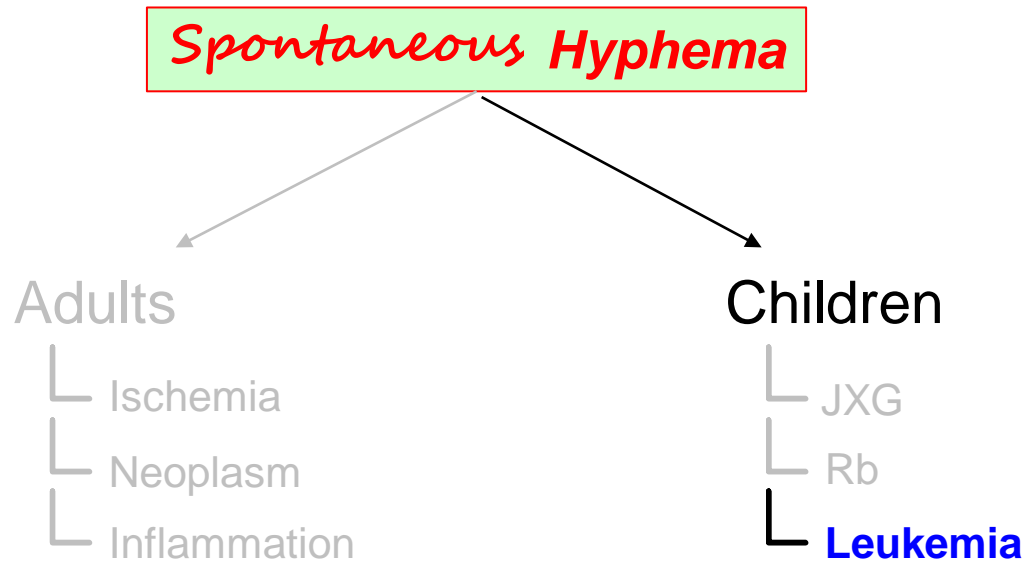 Spontaneous Hyphema
Adults
Ischemia
Neoplasm
Inflammation
Children
JXG
Rb
Leukemia